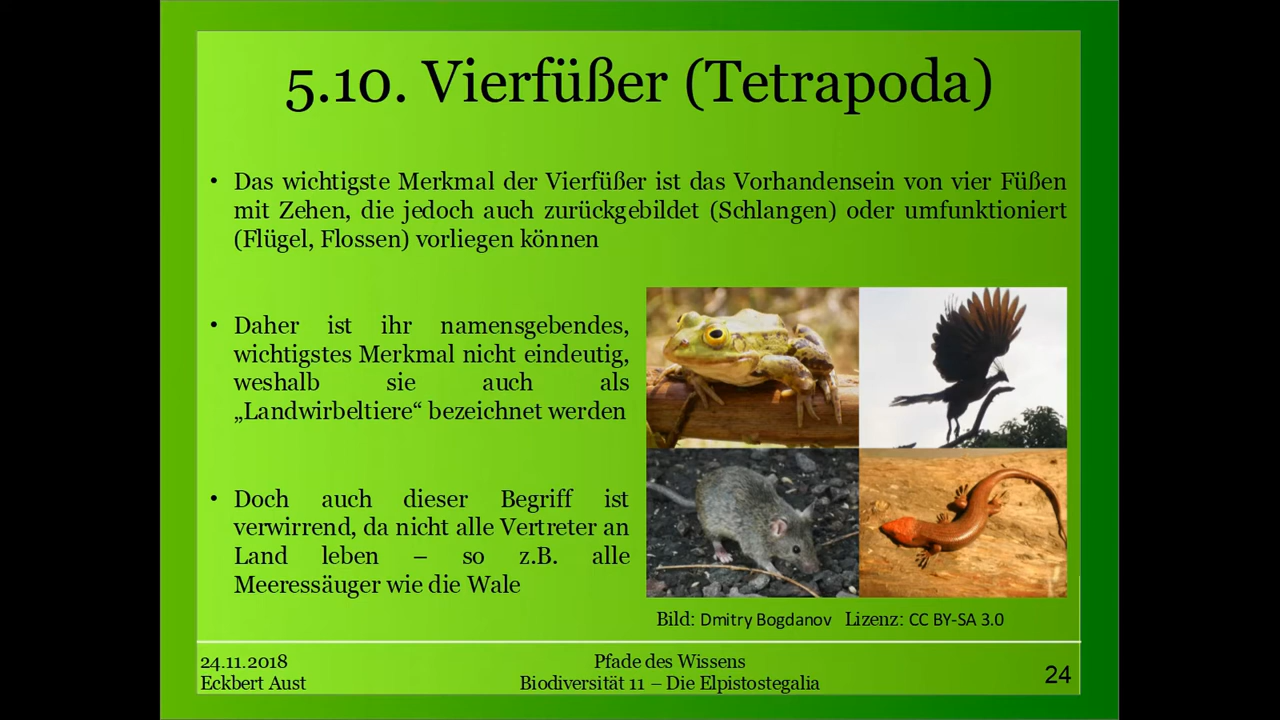 5.10. Vierfüßer (Tetrapoda)
• Das wichtigste Merkmal der Vierfüßer ist das Vorhandensein von vier Füßen
mit Zehen, die jedoch auch zurückgebildet (Schlangen) oder umfunktioniert
(Flügel, Flossen) vorliegen können
• Daher ist ihr namensgebendes,
wichtigstes Merkmal nicht eindeutig,
weshalb sie auch als
„Landwirbeltiere“ bezeichnet werden
• Doch auch dieser Begriff ist
verwirrend, da nicht alle Vertreter an
Land leben – so z.B. alle
Meeressäuger wie die Wale
Bild: Dmitry Bogdanov Lizenz: CC BY-SA 3.0
24.11.2018
Eckbert Aust
Pfade des Wissens
Biodiversität 11 – Die Elpistostegalia
24